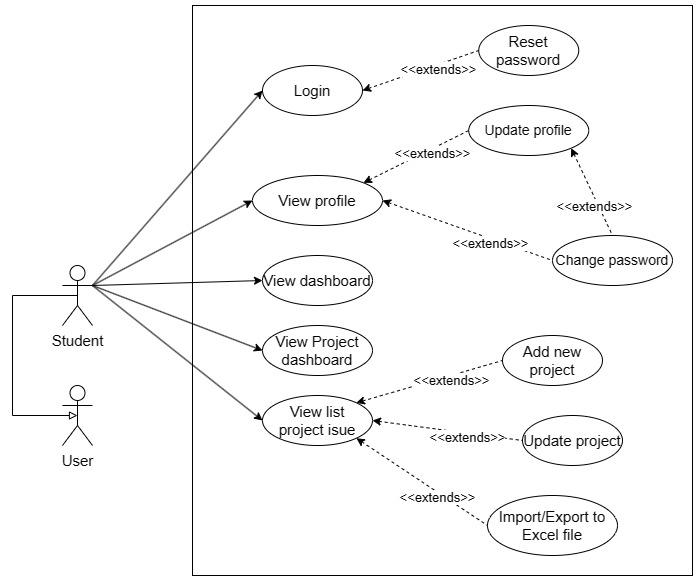 Reset
password
<<extends>>
Login
Update profile
<<extends>>
View profile
<<extends>>
<<extends>>
Change password
View dashboard
Student
View Project
dashboard
Add new
project
<<extends>>
View list
project isue
<<extends>>
Update project
User
<<extends>>
Import/Export to
Excel file